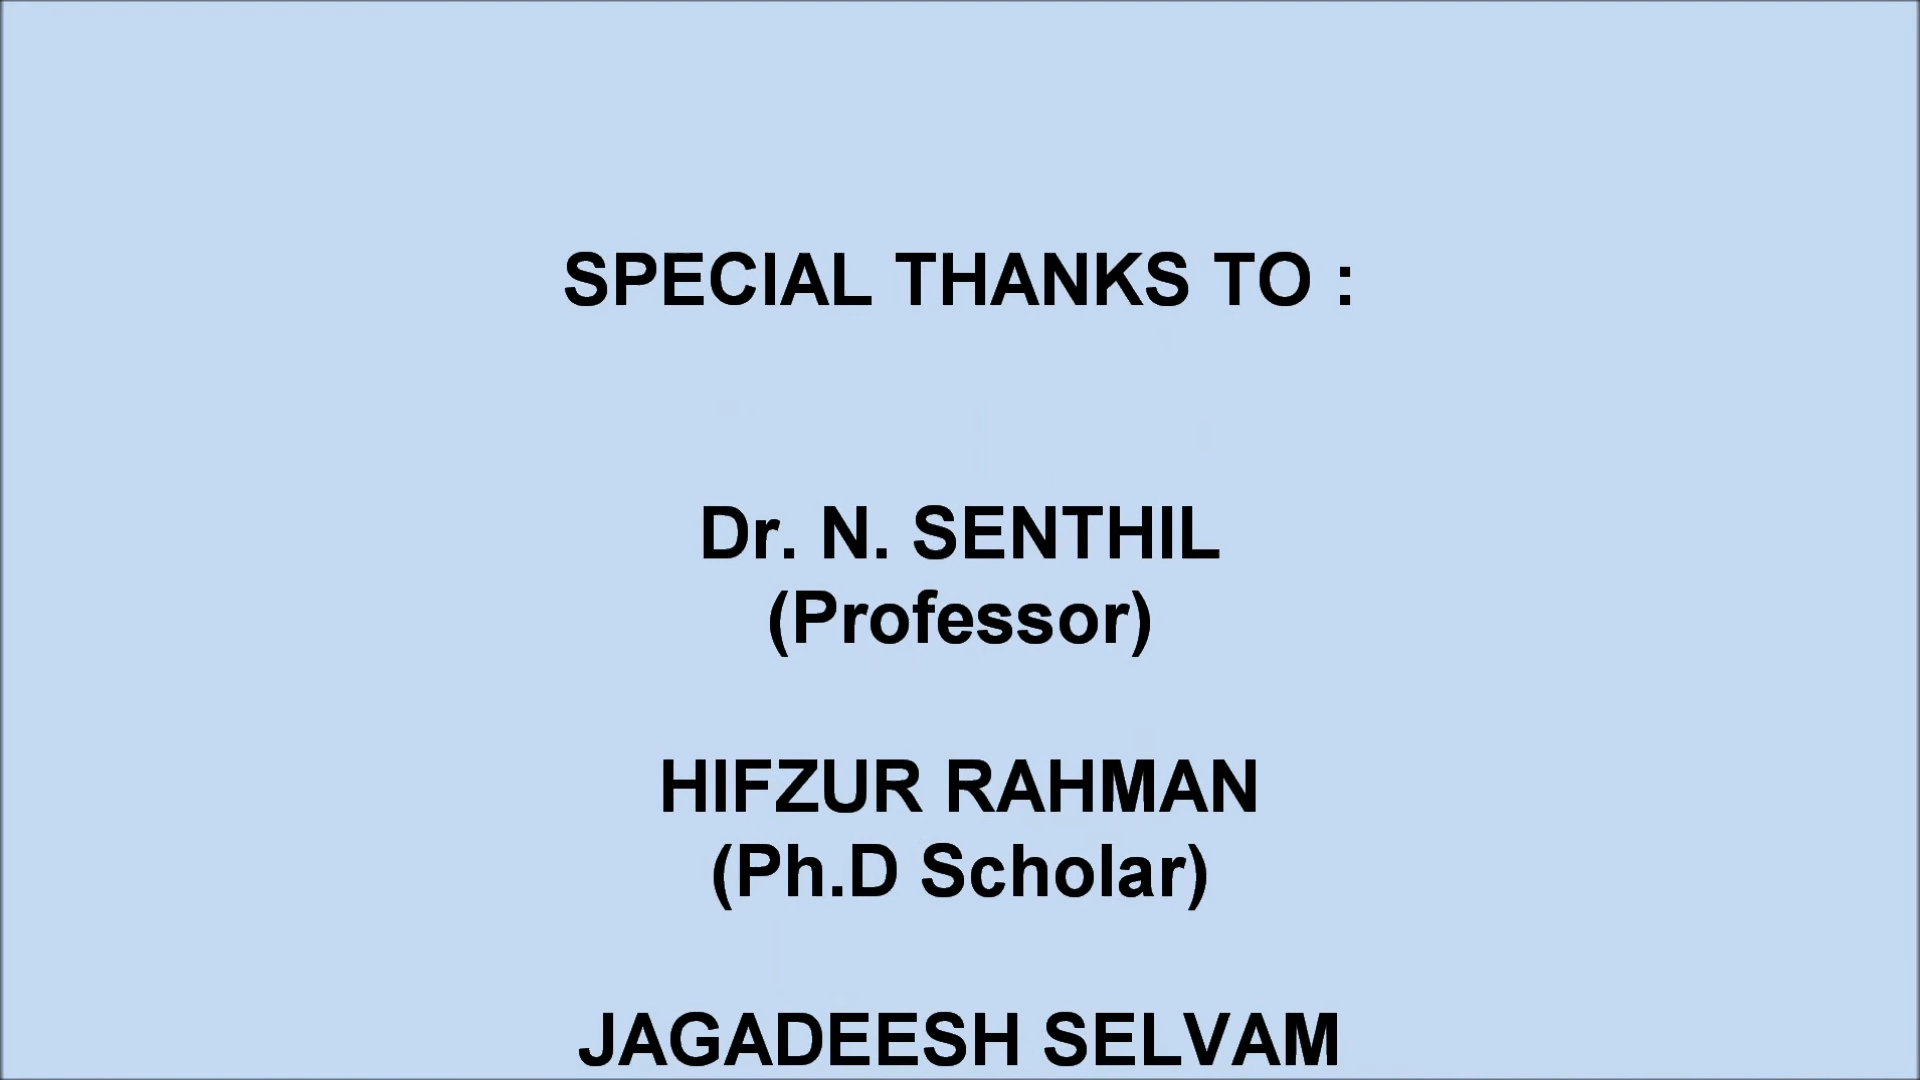 SPECIAL THANKS TO :
Dr. N. SENTHIL
(Professor)
HIFZUR RAHMAN
(Ph.D Scholar)
JAGADEESH SELVAM